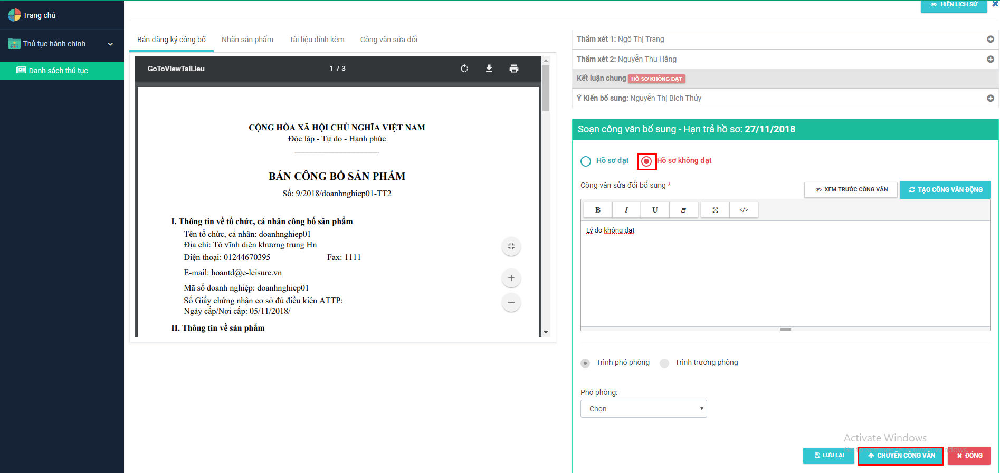 Trang chủ
Thủ tục hành chính
Danh sách thủ tục
HIỆN LỊCH SỬ
Bản đăng ký công bố
Nhãn sản phẩm
Tài liệu đính kèm
Công văn sửa đổi
GoToViewTaiLieu
1 / 3
CỘNG HÒA XÃ HỘI CHỦ NGHĨA VIỆT NAM
Độc lập - Tự do - Hạnh phúc
BẢN CÔNG BỐ SẢN PHẨM
Số: 9/2018/doanhnghiep01-TT2
I. Thông tin về tổ chức, cá nhân công bố sản phẩm
Tên tổ chức, cá nhân: doanhnghiep01
Địa chỉ: Tô vĩnh diện khương trung Hn
Điện thoại: 01244670395 Fax: 1111
E-mail: hoantd@e-leisure.vn
Mã số doanh nghiệp: doanhnghiep01
Số Giấy chứng nhận cơ sở đủ điều kiện ATTP:
Ngày cấp/Nơi cấp: 05/11/2018/
II. Thông tin về sản phẩm
Thẩm xét 1: Ngô Thị Trang
Thẩm xét 2: Nguyễn Thu Hằng
Kết luận chung HỒ SƠ KHÔNG ĐẠT
Ý Kiến bổ sung: Nguyễn Thị Bích Thủy
Soạn công văn bổ sung - Hạn trả hồ sơ: 27/11/2018
Hồ sơ đạt
Hồ sơ không đạt
Công văn sửa đổi bổ sung *
XEM TRƯỚC CÔNG VĂN
TẠO CÔNG VĂN ĐỘNG
B I U </>
Lý do không đạt
Trình phó phòng
Trình trưởng phòng
Phó phòng:
Chọn
Activate Windows
LƯU LẠI
CHUYỂN CÔNG VĂN
ĐÓNG